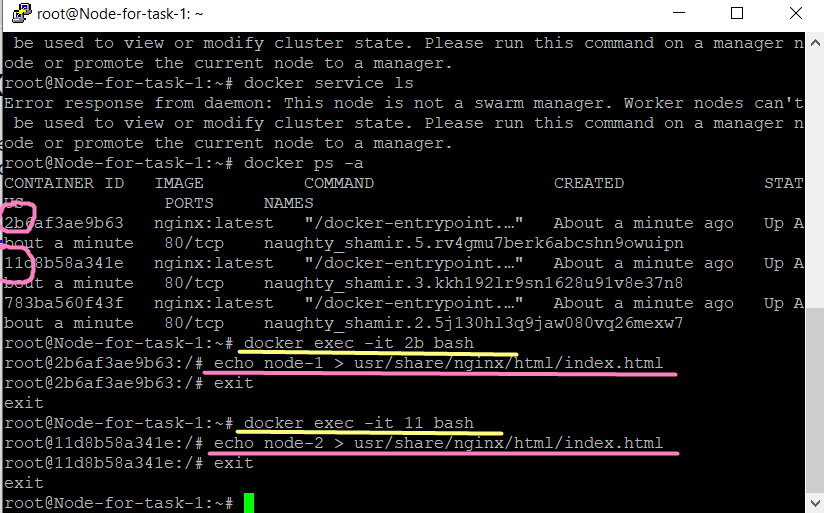 root@Node-for-task-1: ~
 be used to view or modify cluster state. Please run this command on a manager n
ode or promote the current node to a manager.
root@Node-for-task-1:~# docker service ls
Error response from daemon: This node is not a swarm manager. Worker nodes can't
 be used to view or modify cluster state. Please run this command on a manager n
ode or promote the current node to a manager.
root@Node-for-task-1:~# docker ps -a
CONTAINER ID   IMAGE          COMMAND                  CREATED              STAT
US              PORTS     NAMES
2b6af3ae9b63   nginx:latest   "/docker-entrypoint.…"   About a minute ago   Up A
bout a minute   80/tcp    naughty_shamir.5.rv4gmu7berk6abcshn9owuipn
11d8b58a341e   nginx:latest   "/docker-entrypoint.…"   About a minute ago   Up A
bout a minute   80/tcp    naughty_shamir.3.kkh192lr9sn1628u91v8e37n8
783ba560f43f   nginx:latest   "/docker-entrypoint.…"   About a minute ago   Up A
bout a minute   80/tcp    naughty_shamir.2.5j130hl3q9jaw080vq26mexw7
root@Node-for-task-1:~# docker exec -it 2b bash
root@2b6af3ae9b63:/# echo node-1 > usr/share/nginx/html/index.html
root@2b6af3ae9b63:/# exit
exit
root@Node-for-task-1:~# docker exec -it 11 bash
root@11d8b58a341e:/# echo node-2 > usr/share/nginx/html/index.html
root@11d8b58a341e:/# exit
exit
root@Node-for-task-1:~#